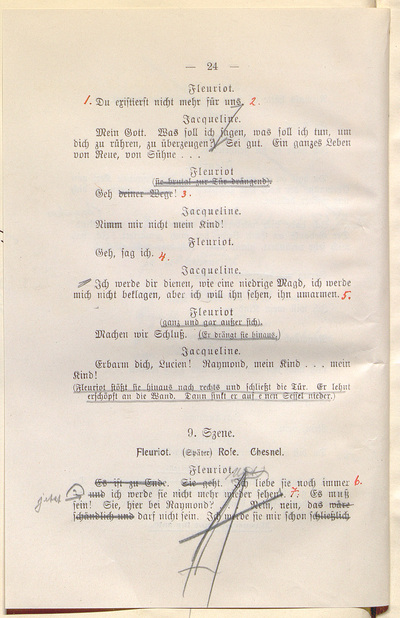 — 24 —
Fleuriot.
1. Du existierst nicht mehr für uns. 2.
Jacqueline.
Mein Gott. Was soll ich sagen, was soll ich tun, um
dich zu rühren, zu überzeugen? Sei gut. Ein ganzes Leben
von Reue, von Sühne . . .
Fleuriot
(sie brutal zur Tür drängend).
Geh deiner Wege! 3.
Jacqueline.
Nimm mir nicht mein Kind!
Fleuriot.
Geh, sag ich. 4.
Jacqueline.
Ich werde dir dienen, wie eine niedrige Magd, ich werde
mich nicht beklagen, aber ich will ihn sehen, ihn umarmen. 5.
Fleuriot
(ganz und gar außer sich).
Machen wir Schluß. (Er drängt sie hinaus.)
Jacqueline.
Erbarm dich, Lucien! Raymond, mein Kind . . . mein
Kind!
(Fleuriot stößt sie hinaus nach rechts und schließt die Tür. Er lehnt
erschöpft an die Wand. Dann sinkt er auf e nen Sessel nieder.)
9. Szene.
Fleuriot. (Später) Rose. Chesnel.
Fleuriot.
Es ist zu Ende. Sie geht. Ich liebe sie noch immer 6.
und ich werde sie nicht mehr wieder sehen. 7. Es muß
sein! Sie, hier bei Raymond? Nein, nein, das wäre
schändlich und darf nicht sein. Ich werde sie mir schon schließlich